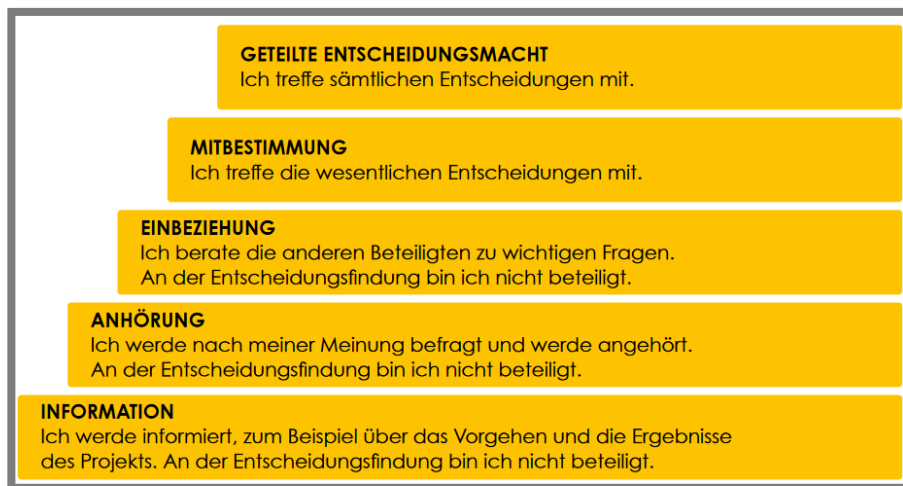 GETEILTE ENTSCHEIDUNGSMACHT
Ich treffe sämtlichen Entscheidungen mit.
MITBESTIMMUNG
Ich treffe die wesentlichen Entscheidungen mit.
EINBEZIEHUNG
Ich berate die anderen Beteiligten zu wichtigen Fragen.
An der Entscheidungsfindung bin ich nicht beteiligt.
ANHÖRUNG
Ich werde nach meiner Meinung befragt und werde angehört.
An der Entscheidungsfindung bin ich nicht beteiligt.
INFORMATION
Ich werde informiert, zum Beispiel über das Vorgehen und die Ergebnisse
des Projekts. An der Entscheidungsfindung bin ich nicht beteiligt.